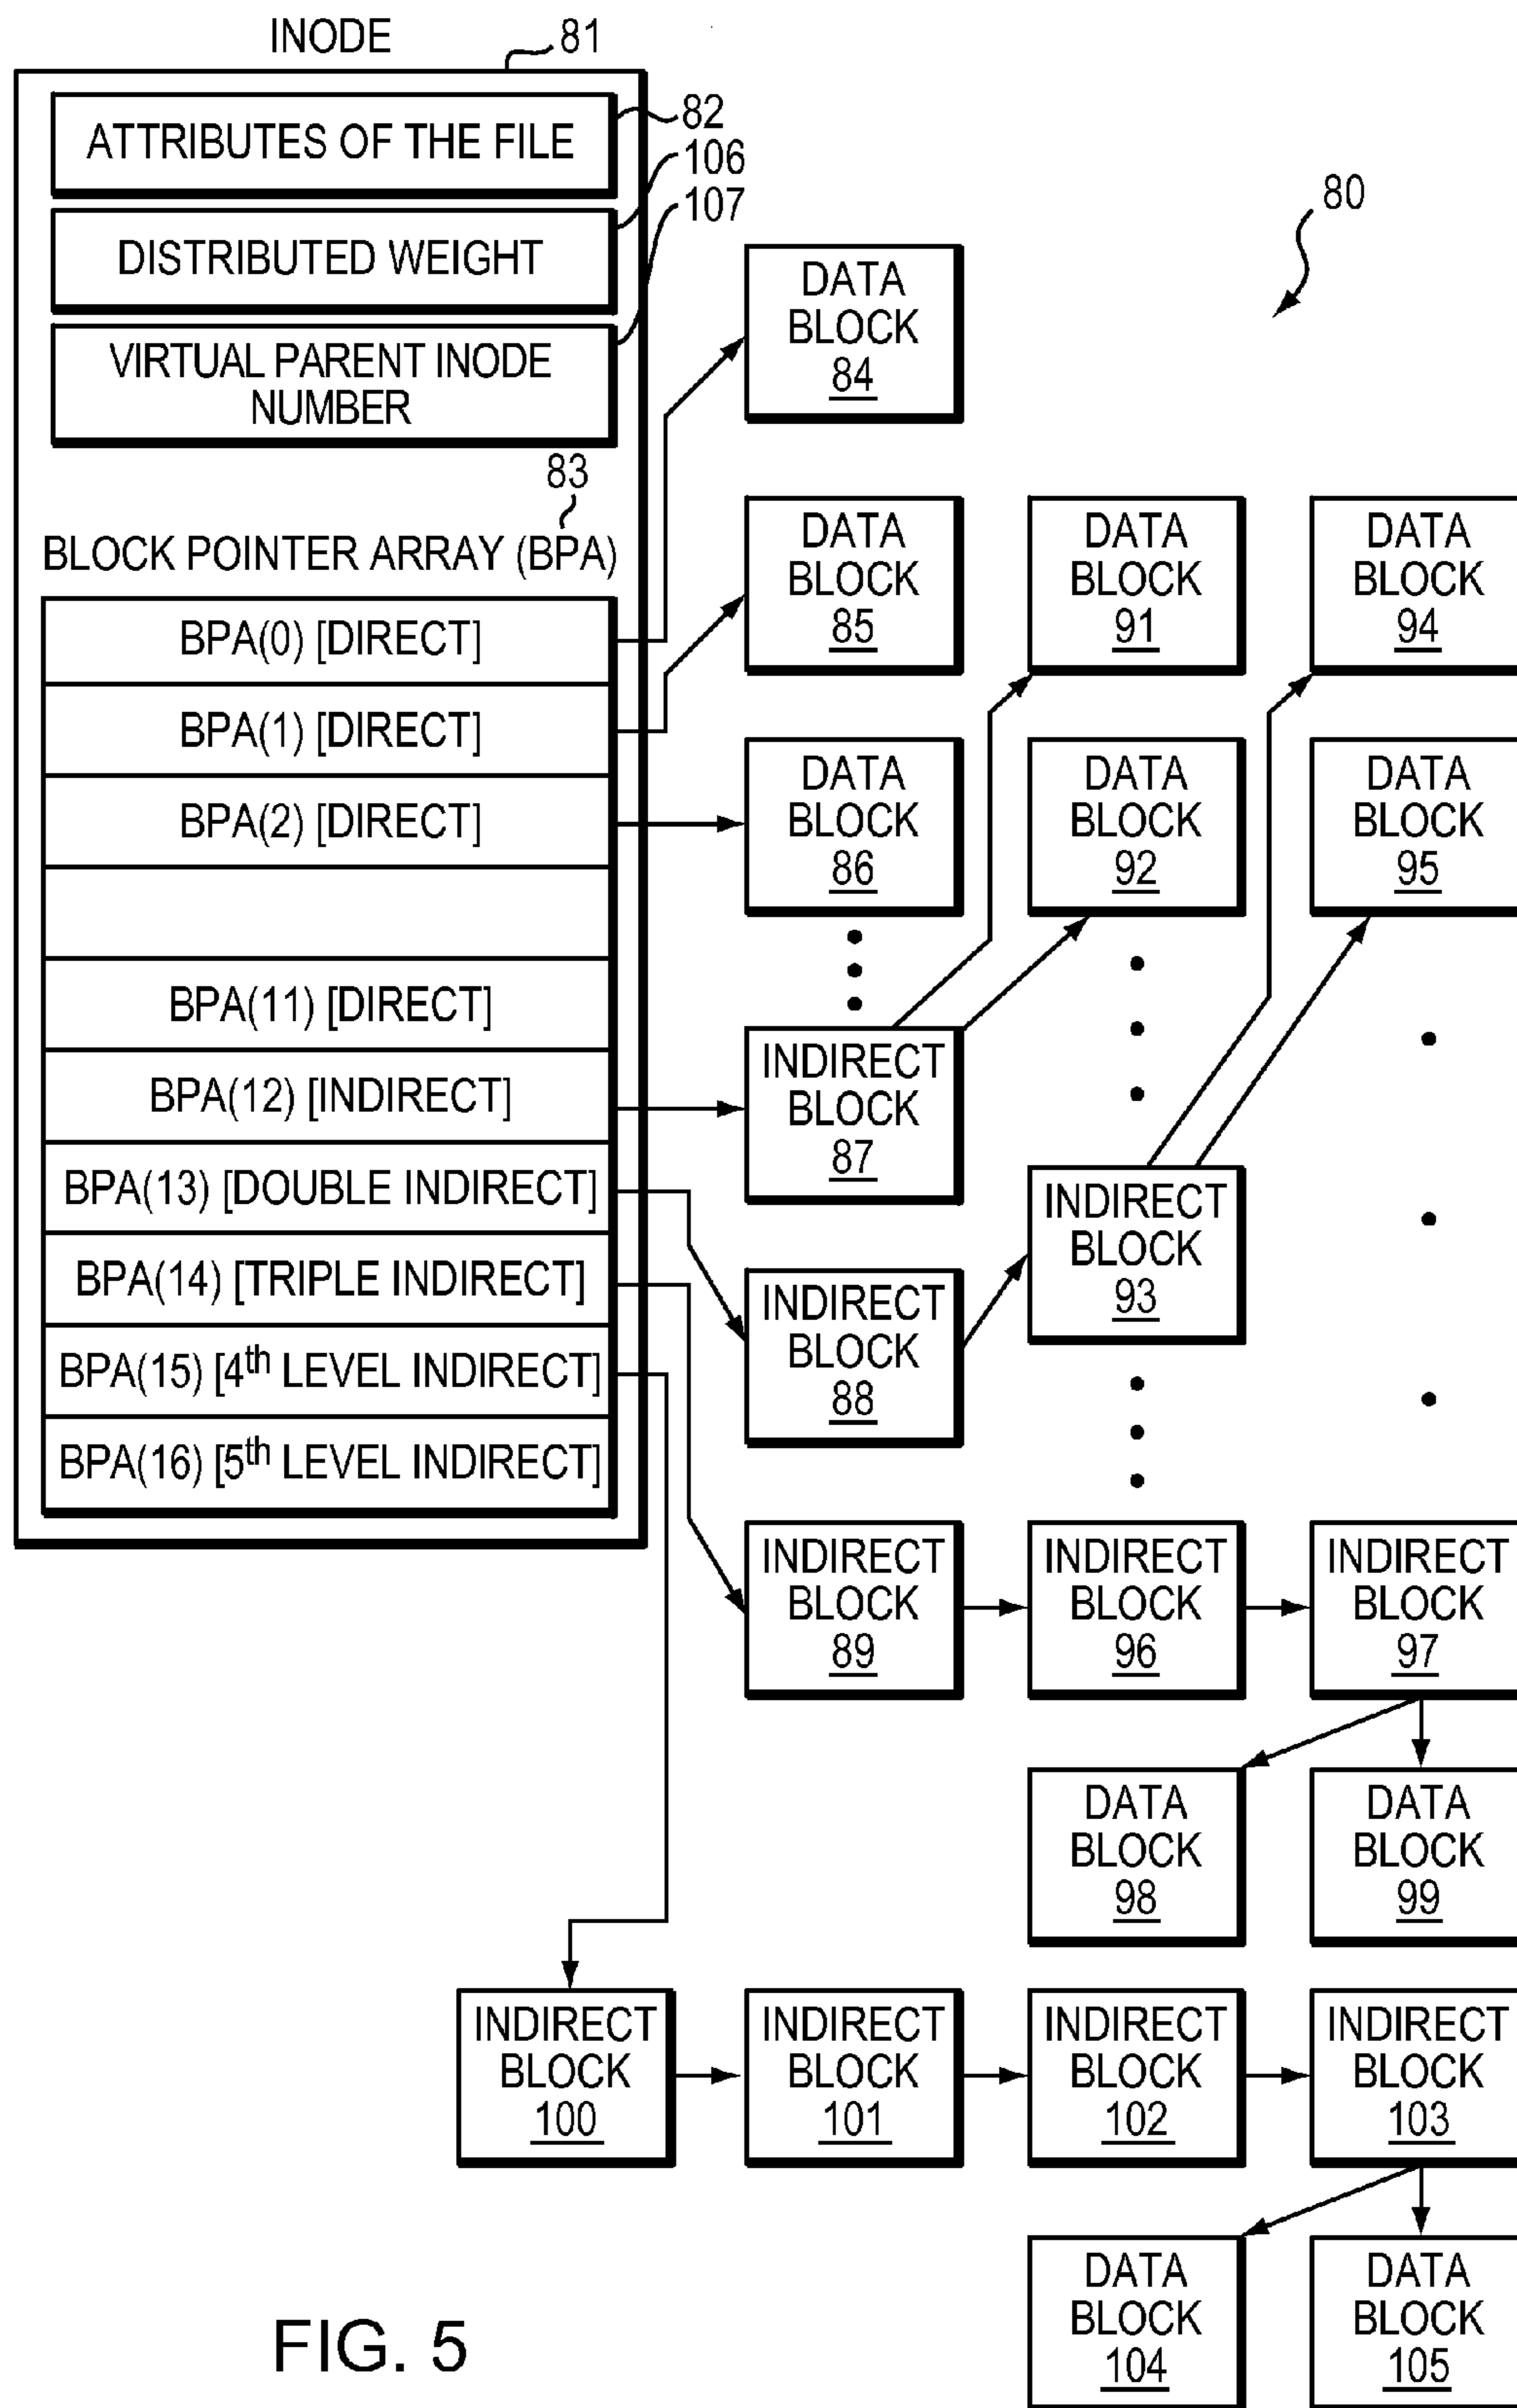 INODE
81
ATTRIBUTES OF THE FILE
82
106
107
DISTRIBUTED WEIGHT
VIRTUAL PARENT INODE
NUMBER
83
BLOCK POINTER ARRAY (BPA)
BPA(0) [DIRECT]
BPA(1) [DIRECT]
BPA(2) [DIRECT]
BPA(11) [DIRECT]
BPA(12) [INDIRECT]
BPA(13) [DOUBLE INDIRECT]
BPA(14) [TRIPLE INDIRECT]
BPA(15) [4th LEVEL INDIRECT]
BPA(16) [5th LEVEL INDIRECT]
80
DATA
BLOCK
84
DATA
BLOCK
85
DATA
BLOCK
91
DATA
BLOCK
94
DATA
BLOCK
86
DATA
BLOCK
92
DATA
BLOCK
95
INDIRECT
BLOCK
87
INDIRECT
BLOCK
93
INDIRECT
BLOCK
88
INDIRECT
BLOCK
89
INDIRECT
BLOCK
96
INDIRECT
BLOCK
97
DATA
BLOCK
98
DATA
BLOCK
99
INDIRECT
BLOCK
100
INDIRECT
BLOCK
101
INDIRECT
BLOCK
102
INDIRECT
BLOCK
103
DATA
BLOCK
104
DATA
BLOCK
105
FIG. 5